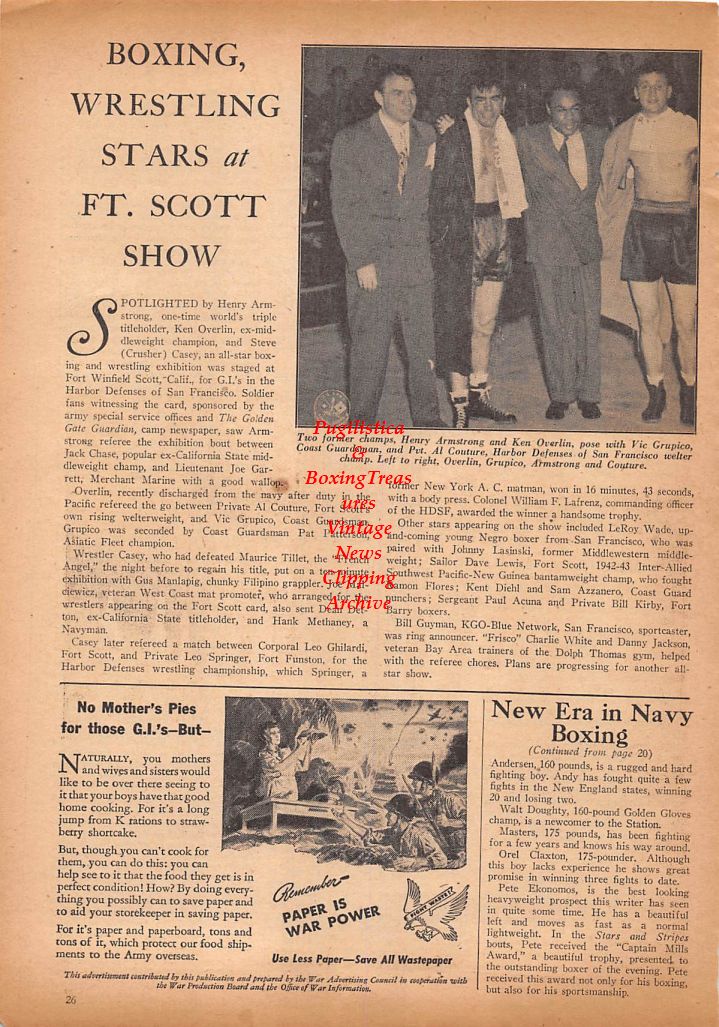 BOXING,
WRESTLING
STARS at
FT. SCOTT
SHOW
SPOTLIGHTED by Henry Arm-
strong, one-time world's triple
titleholder, Ken Overlin, ex-mid-
dleweight champion, and Steve
(Crusher) Casey, an all-star box-
ing and wrestling exhibition was staged at
Fort Winfield Scott, Calif., for G.I.'s in the
Harbor Defenses of San Francisco. Soldier
fans witnessing the card, sponsored by the
army special service offices and The Golden
Gate Guardian, camp newspaper, saw Arm-
strong referee the exhibition bout between
Jack Chase, popular ex-California State mid-
dleweight champ, and Lieutenant Joe Gar-
rett, Merchant Marine with a good wallop.
Overlin, recently discharged from the navy after duty in the
Pacific refereed the go between Private Al Couture, Fort Scott's
own rising welterweight, and Vic Grupico, Coast Guardsman.
Grupico was seconded by Coast Guardsman Pat Patterson,
Asiatic Fleet champion.
Wrestler Casey, who had defeated Maurice Tillet, the "French
Angel," the night before to regain his title, put on a ten-minute
exhibition with Gus Manlapig, chunky Filipino grappler.
ciewicz, veteran West Coast mat promoter, who arranged for the
wrestlers appearing on the Fort Scott card, also sent Dean Det-
ton, ex-California State titleholder, and Hank Metheny, a
Navyman.
Casey later refereed a match between Corporal Leo Ghilardi,
Fort Scott, and Private Leo Springer, Fort Funston, for the
Harbor Defenses wrestling championship, which Springer, a
Two former champs, Henry Armstrong and Ken Overlin, pose with Vic Grupico,
Coast Guardsman, and Pvt. Al Couture, Harbor Defenses of San Francisco welter
champ. Left to right, Overlin, Grupico, Armstrong and Couture.
former New York A. C. matman, won in 16 minutes, 43 seconds,
with a body press. Colonel William F. Lafrenz, commanding officer
of the HDSF, awarded the winner a handsome trophy.
Other stars appearing on the show included LeRoy Wade, up-
and-coming young Negro boxer from San Francisco, who was
paired with Johnny Lasinski, former Middlewestern middle-
weight; Sailor Dave Lewis, Fort Scott, 1942-43 Inter-Allied
Southwest Pacific-New Guinea bantamweight champ, who fought
Ramon Flores; Kent Diehl and Sam Azzanero, Coast Guard
punchers; Sergeant Paul Acuna and Private Bill Kirby, Fort
Barry boxers.
Bill Guyman, KGO-Blue Network, San Francisco, sportcaster,
was ring announcer. "Frisco" Charlie White and Danny Jackson,
veteran Bay Area trainers of the Dolph Thomas gym, helped
with the referee chores. Plans are progressing for another all-
star show.
Pugilistica
@
BoxingTreas
ures
Vintage
News
Clipping
Archive
No Mother's Pies
for those G.I.'s—But—
NATURALLY, you mothers
and wives and sisters would
like to be over there seeing to
it that your boys have that good
home cooking. For it's a long
jump from K rations to straw-
berry shortcake.
But, though you can't cook for
them, you can do this: you can
help see to it that the food they get is in
perfect condition! How? By doing every-
thing you possibly can to save paper and
to aid your storekeeper in saving paper.
For it's paper and paperboard, tons and
tons of it, which protect our food ship-
ments to the Army overseas.
Remember—
PAPER IS
WAR POWER
FIGHT WASTE
Use Less Paper—Save All Wastepaper
This advertisement contributed by this publication and prepared by the War Advertising Council in cooperation with
the War Production Board and the Office of War Information.
26
New Era in Navy
Boxing
(Continued from page 20)
Andersen, 160 pounds, is a rugged and hard
fighting boy. Andy has fought quite a few
fights in the New England states, winning
20 and losing two.
Walt Doughty, 160-pound Golden Gloves
champ, is a newcomer to the Station.
Masters, 175 pounds, has been fighting
for a few years and knows his way around.
Orel Claxton, 175-pounder. Although
this boy lacks experience he shows great
promise in winning three fights to date.
Pete Ekonomos, is the best looking
heavyweight prospect this writer has seen
in quite some time. He has a beautiful
left and moves as fast as a normal
lightweight. In the Stars and Stripes
bouts, Pete received the "Captain Mills
Award," a beautiful trophy, presented to
the outstanding boxer of the evening. Pete
received this award not only for his boxing,
but also for his sportsmanship.